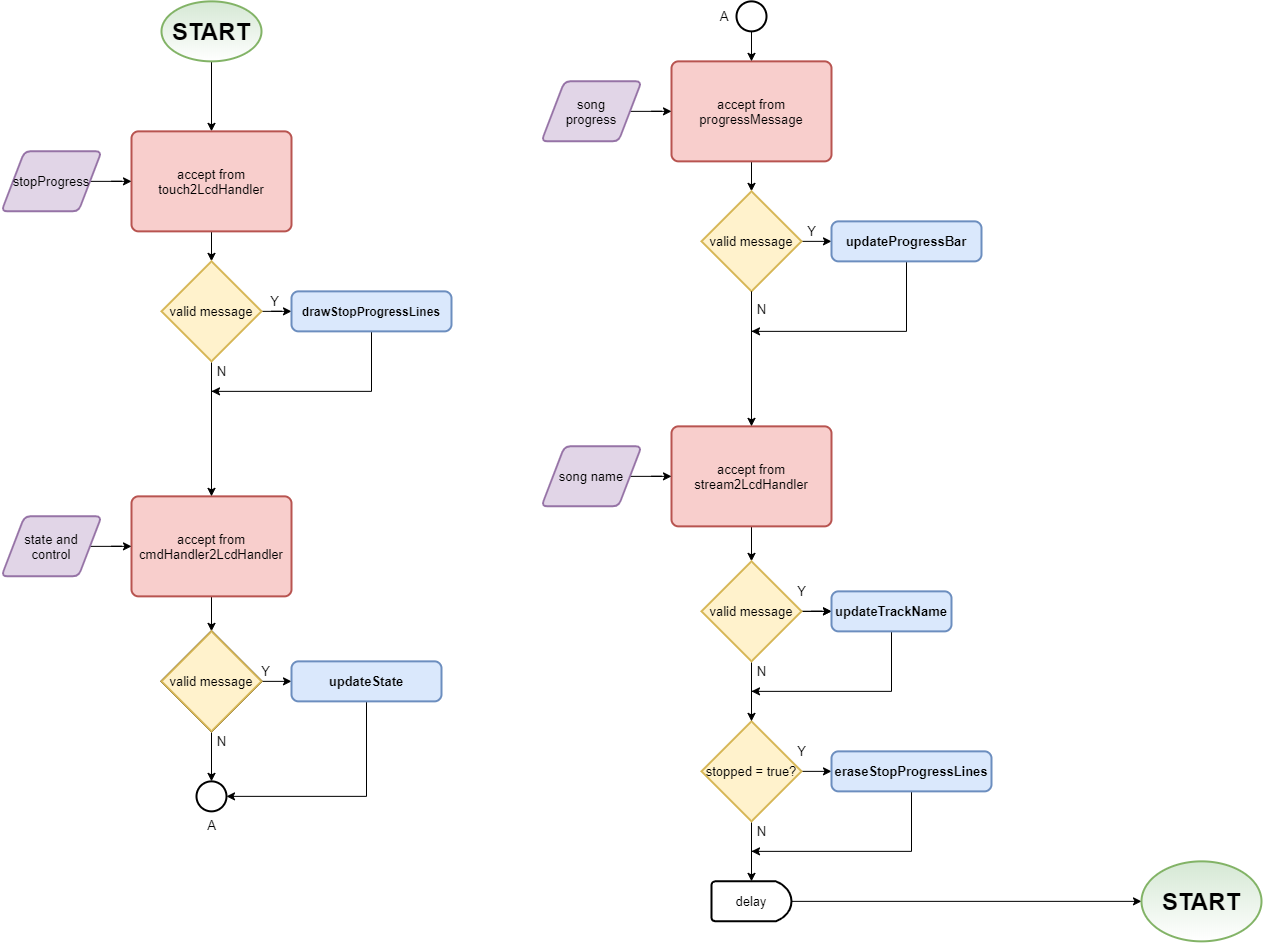 START
stopProgress
accept from
touch2LcdHandler
valid message
Y
drawStopProgressLines
N
state and
control
accept from
cmdHandler2LcdHandler
valid message
Y
updateState
N
A
A
song
progress
accept from
progressMessage
valid message
Y
updateProgressBar
N
song name
accept from
stream2LcdHandler
valid message
Y
updateTrackName
N
stopped = true?
Y
eraseStopProgressLines
N
delay
START